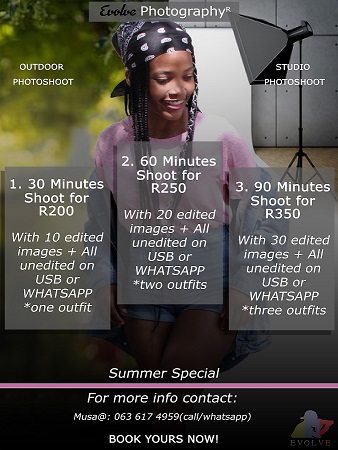 Evolve Photography®
OUTDOOR
PHOTOSHOOT
STUDIO
PHOTOSHOOT
1. 30 Minutes
Shoot for
R200
With 10 edited
images + All
unedited on
USB or
WHATSAPP
*one outfit
2. 60 Minutes
Shoot for
R250
With 20 edited
images + All
unedited on
USB or
WHATSAPP
*two outfits
3. 90 Minutes
Shoot for
R350
With 30 edited
images + All
unedited on
USB or
WHATSAPP
*three outfits
Summer Special
For more info contact:
Musa@: 063 617 4959(call/whatsapp)
BOOK YOURS NOW!
EVOLVE